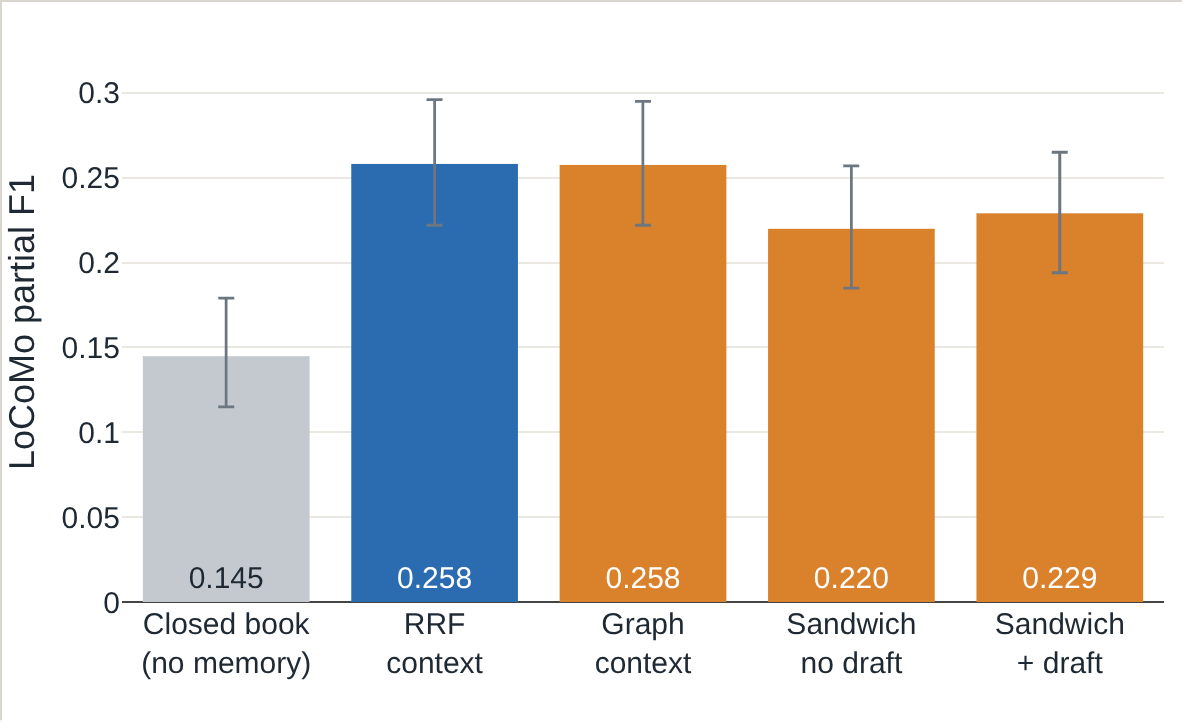 LoCoMo partial F1
0.3
0.25
0.2
0.15
0.1
0.05
0
0.145
0.258
0.258
0.220
0.229
Closed book
(no memory)
RRF
context
Graph
context
Sandwich
no draft
Sandwich
+ draft